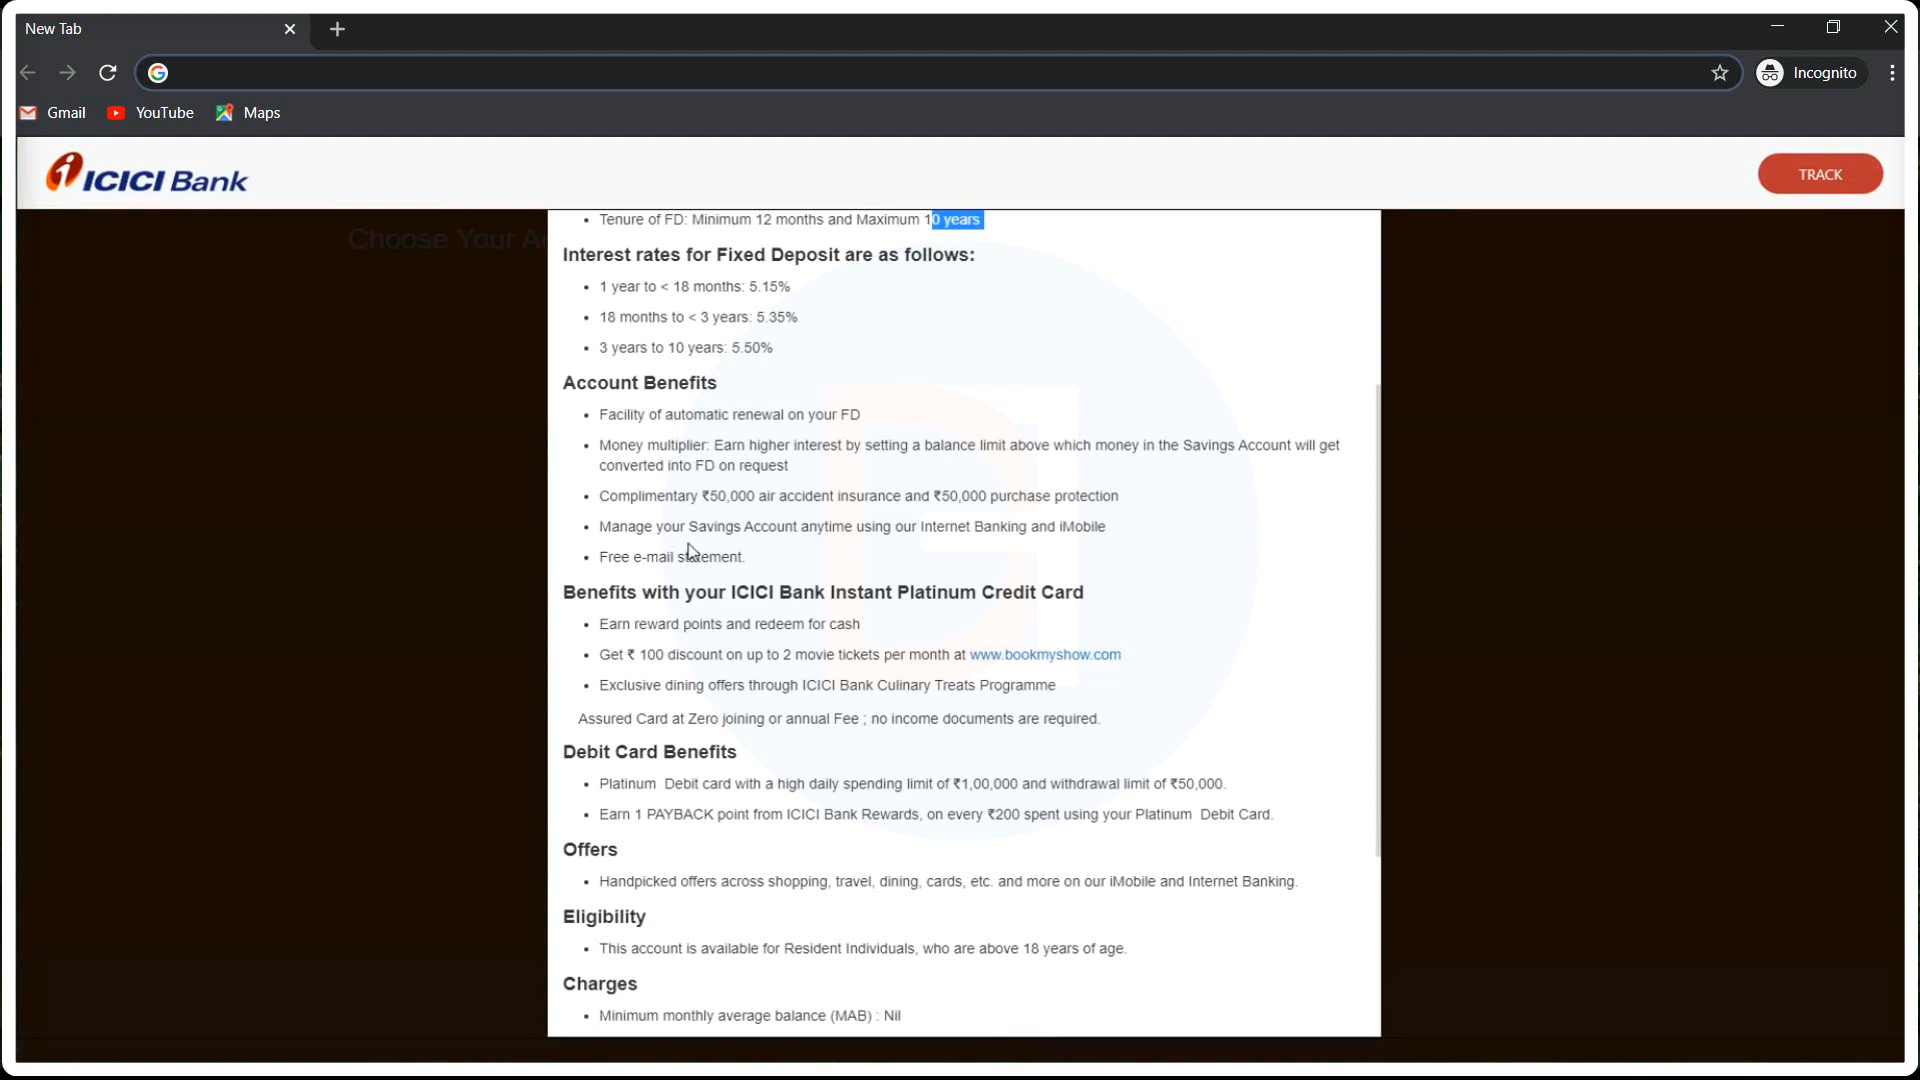 New Tab
Incognito
Gmail
YouTube
Maps
ICICI Bank
TRACK
Choose Your A
Tenure of FD: Minimum 12 months and Maximum 10 years
Interest rates for Fixed Deposit are as follows:
1 year to < 18 months: 5.15%
18 months to < 3 years: 5.35%
3 years to 10 years: 5.50%
Account Benefits
Facility of automatic renewal on your FD
Money multiplier: Earn higher interest by setting a balance limit above which money in the Savings Account will get
converted into FD on request
Complimentary ₹50,000 air accident insurance and ₹50,000 purchase protection
Manage your Savings Account anytime using our Internet Banking and iMobile
Free e-mail statement.
Benefits with your ICICI Bank Instant Platinum Credit Card
Earn reward points and redeem for cash
Get ₹ 100 discount on up to 2 movie tickets per month at www.bookmyshow.com
Exclusive dining offers through ICICI Bank Culinary Treats Programme
Assured Card at Zero joining or annual Fee ; no income documents are required.
Debit Card Benefits
Platinum Debit card with a high daily spending limit of ₹1,00,000 and withdrawal limit of ₹50,000.
Earn 1 PAYBACK point from ICICI Bank Rewards, on every ₹200 spent using your Platinum Debit Card.
Offers
Handpicked offers across shopping, travel, dining, cards, etc. and more on our iMobile and Internet Banking.
Eligibility
This account is available for Resident Individuals, who are above 18 years of age.
Charges
Minimum monthly average balance (MAB) : Nil